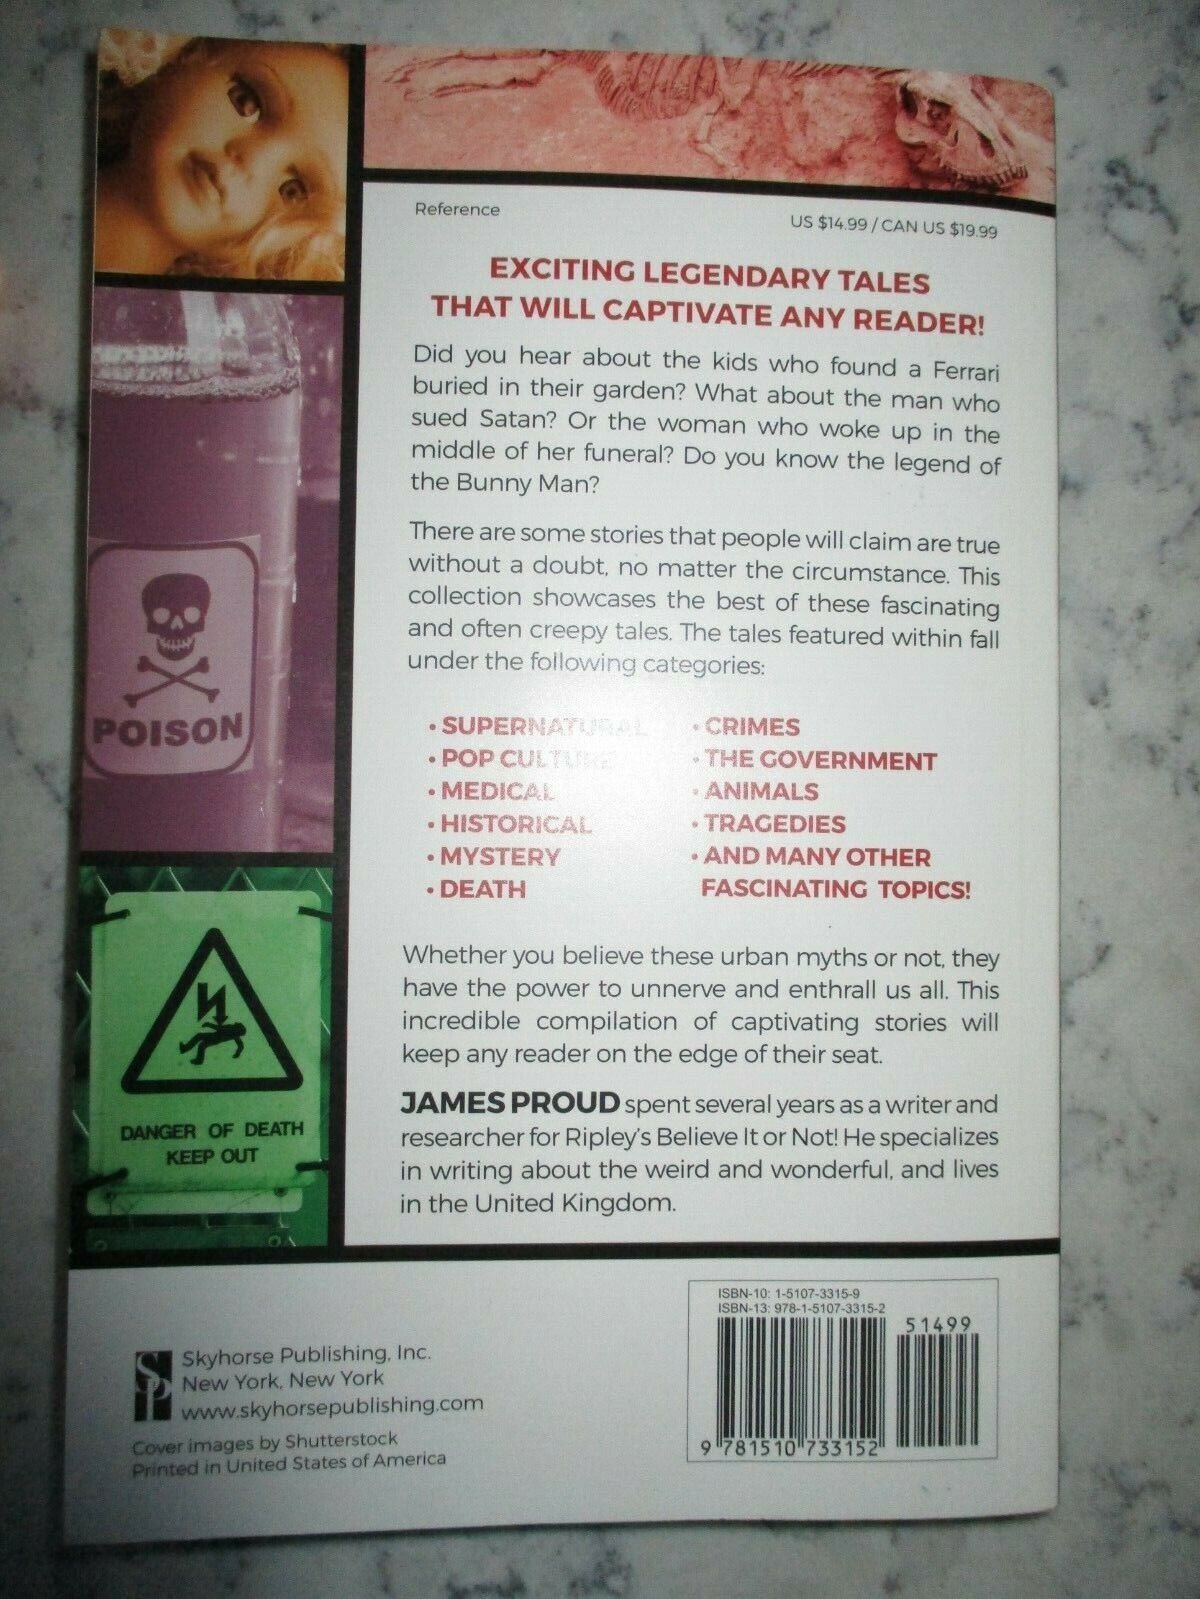 Reference
US $14.99 / CAN US $19.99
EXCITING LEGENDARY TALES
THAT WILL CAPTIVATE ANY READER!
Did you hear about the kids who found a Ferrari
buried in their garden? What about the man who
sued Satan? Or the woman who woke up in the
middle of her funeral? Do you know the legend of
the Bunny Man?
There are some stories that people will claim are true
without a doubt, no matter the circumstance. This
collection showcases the best of these fascinating
and often creepy tales. The tales featured within fall
under the following categories:
• SUPERNATURAL
• POP CULTURE
• MEDICAL
• HISTORICAL
• MYSTERY
• DEATH
• CRIMES
• THE GOVERNMENT
• ANIMALS
• TRAGEDIES
• AND MANY OTHER
FASCINATING TOPICS!
Whether you believe these urban myths or not, they
have the power to unnerve and enthrall us all. This
incredible compilation of captivating stories will
keep any reader on the edge of their seat.
JAMES PROUD spent several years as a writer and
researcher for Ripley's Believe It or Not! He specializes
in writing about the weird and wonderful, and lives
in the United Kingdom.
POISON
DANGER OF DEATH
KEEP OUT
Skyhorse Publishing, Inc.
New York, New York
www.skyhorsepublishing.com
Cover images by Shutterstock
Printed in United States of America
ISBN-10: 1-5107-3315-9
ISBN-13: 978-1-5107-3315-2
51499
9 781510 733152